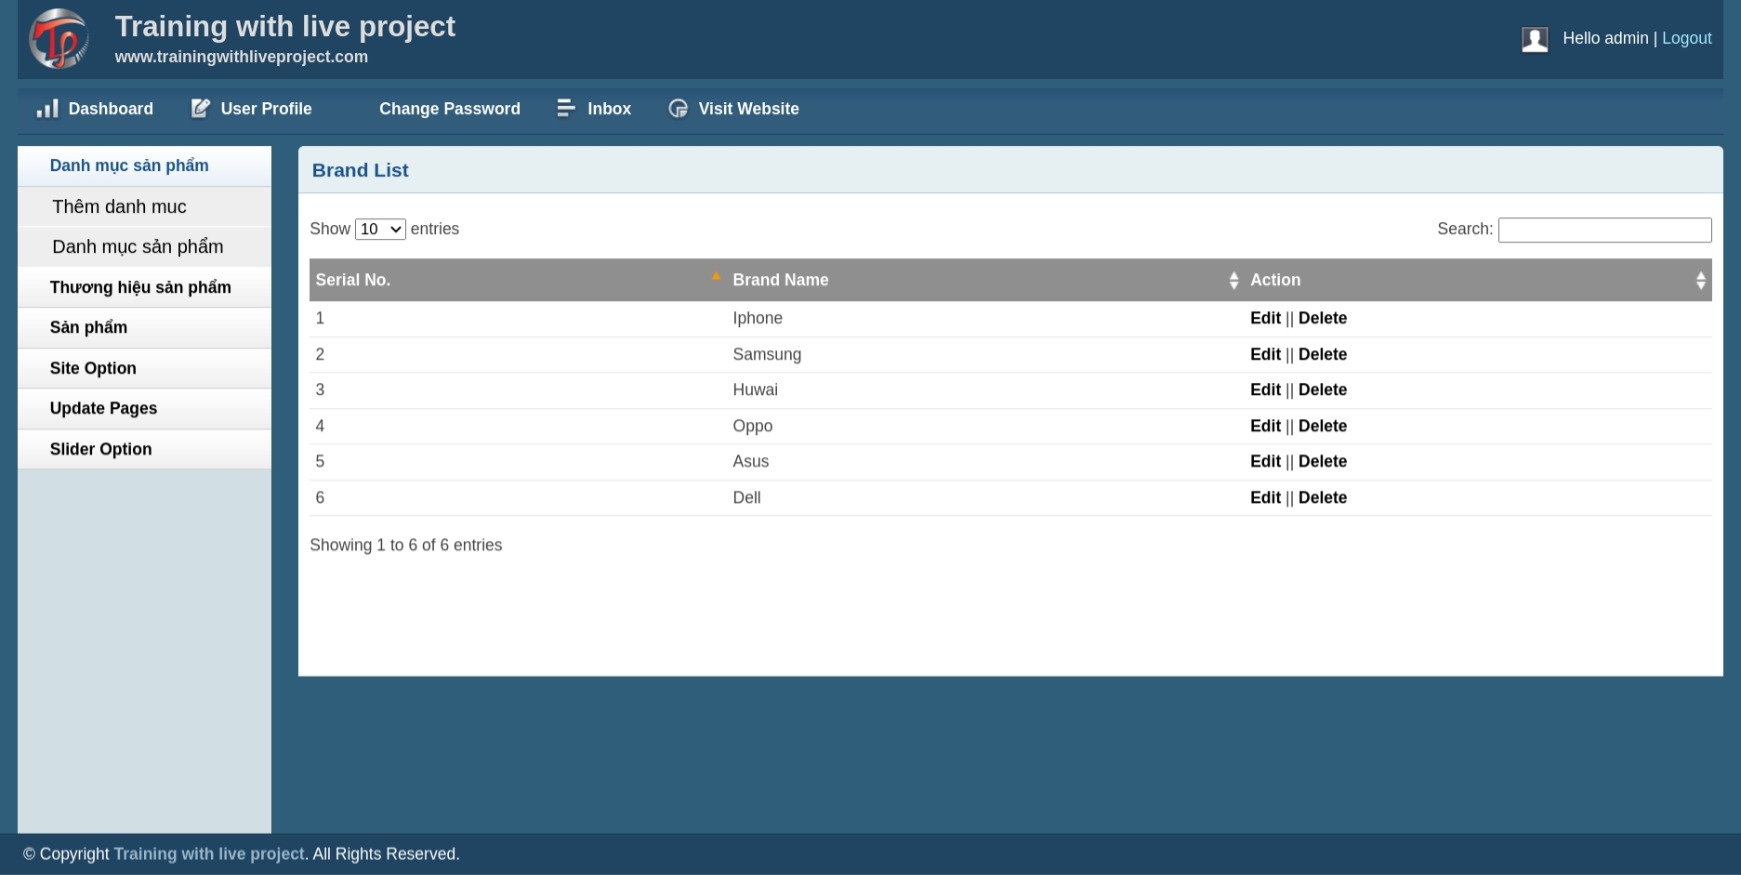 Training with live project
www.trainingwithliveproject.com
Hello admin | Logout
Dashboard User Profile Change Password Inbox Visit Website
Danh mục sản phẩm
Thêm danh muc
Danh mục sản phẩm
Thương hiệu sản phẩm
Sản phẩm
Site Option
Update Pages
Slider Option
Brand List
Show 10 entries Search:
Serial No. Brand Name Action
1 Iphone Edit || Delete
2 Samsung Edit || Delete
3 Huwai Edit || Delete
4 Oppo Edit || Delete
5 Asus Edit || Delete
6 Dell Edit || Delete
Showing 1 to 6 of 6 entries
© Copyright Training with live project. All Rights Reserved.